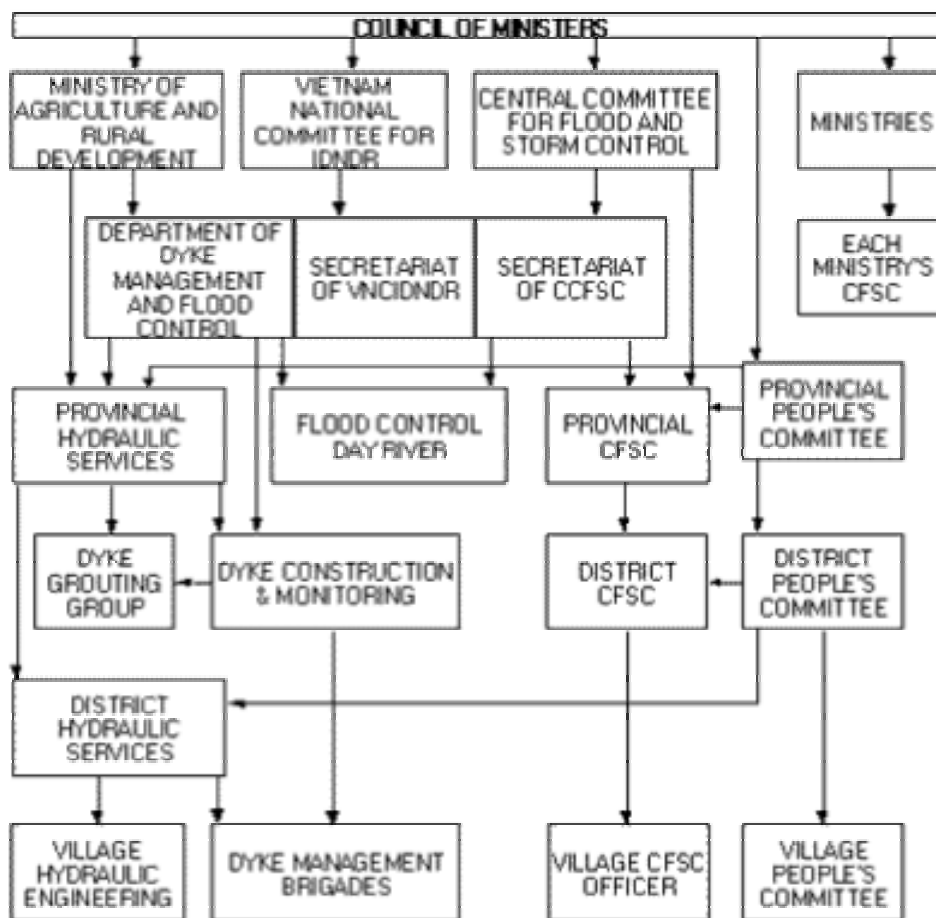 COUNCIL OF MINISTERS
MINISTRY OF
AGRICULTURE AND
RURAL
DEVELOPMENT
VIETNAM
NATIONAL
COMMITTEE FOR
IDNDR
CENTRAL COMMITTEE
FOR FLOOD AND
STORM CONTROL
MINISTRIES
DEPARTMENT OF
DYKE
MANAGEMENT
AND FLOOD
CONTROL
SECRETARIAT
OF VNCIDNDR
SECRETARIAT
OF CCFSC
EACH
MINISTRY'S
CFSC
PROVINCIAL
HYDRAULIC
SERVICES
FLOOD CONTROL
DAY RIVER
PROVINCIAL
CFSC
PROVINCIAL
PEOPLE'S
COMMITTEE
DYKE
GROUTING
GROUP
DYKE CONSTRUCTION
& MONITORING
DISTRICT
CFSC
DISTRICT
PEOPLE'S
COMMITTEE
DISTRICT
HYDRAULIC
SERVICES
VILLAGE
HYDRAULIC
ENGINEERING
DYKE MANAGEMENT
BRIGADES
VILLAGE CFSC
OFFICER
VILLAGE
PEOPLE'S
COMMITTEE